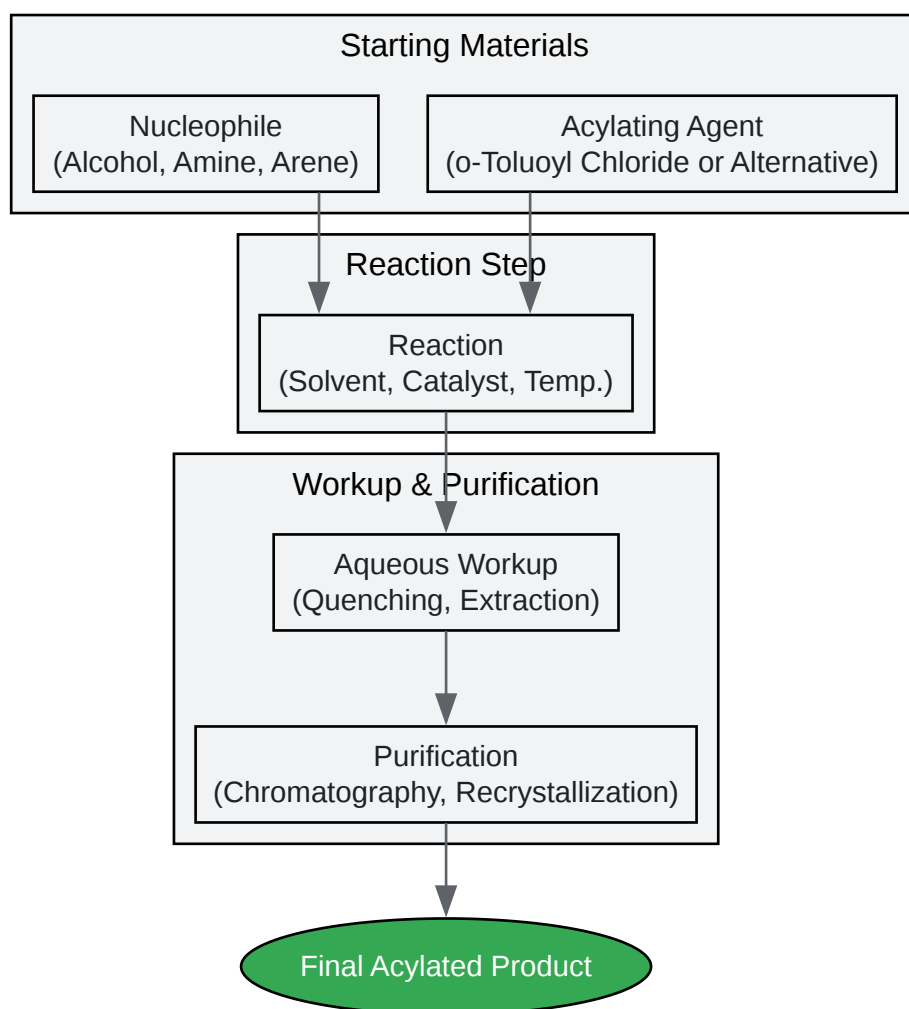 Starting Materials
Nucleophile
(Alcohol, Amine, Arene)
Acylating Agent
(o-Toluoyl Chloride or Alternative)
Reaction Step
Reaction
(Solvent, Catalyst, Temp.)
Workup & Purification
Aqueous Workup
(Quenching, Extraction)
Purification
(Chromatography, Recrystallization)
Final Acylated Product